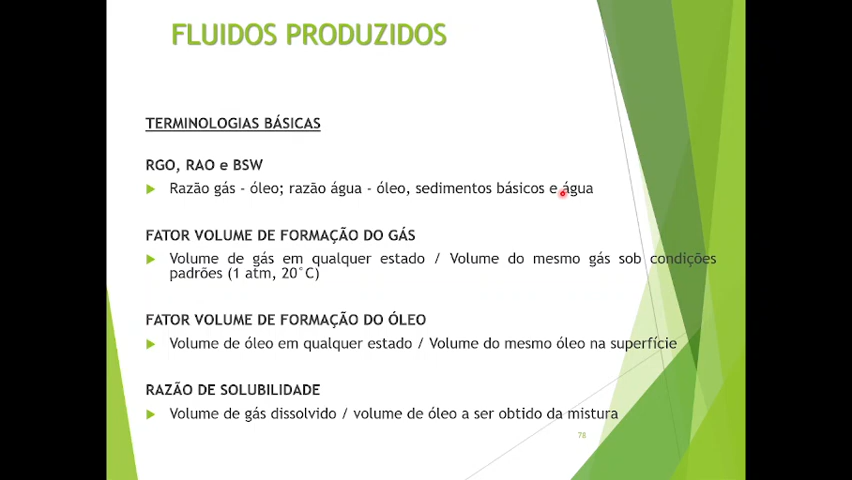 FLUIDOS PRODUZIDOS
TERMINOLOGIAS BÁSICAS
RGO, RAO e BSW
Razão gás - óleo; razão água - óleo, sedimentos básicos e água
FATOR VOLUME DE FORMAÇÃO DO GÁS
Volume de gás em qualquer estado / Volume do mesmo gás sob condições
padrões (1 atm, 20°C)
FATOR VOLUME DE FORMAÇÃO DO ÓLEO
Volume de óleo em qualquer estado / Volume do mesmo óleo na superfície
RAZÃO DE SOLUBILIDADE
Volume de gás dissolvido / volume de óleo a ser obtido da mistura
78